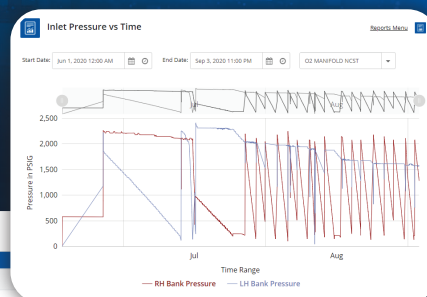 Inlet Pressure vs Time
Reports Menu
Start Date: Jun 1, 2020 12:00 AM End Date: Sep 3, 2020 11:00 PM O2 MANIFOLD NCST
Jul Aug
2,500
2,000
1,500
1,000
500
0
Pressure in PSIG
Jul Aug
Time Range
RH Bank Pressure LH Bank Pressure